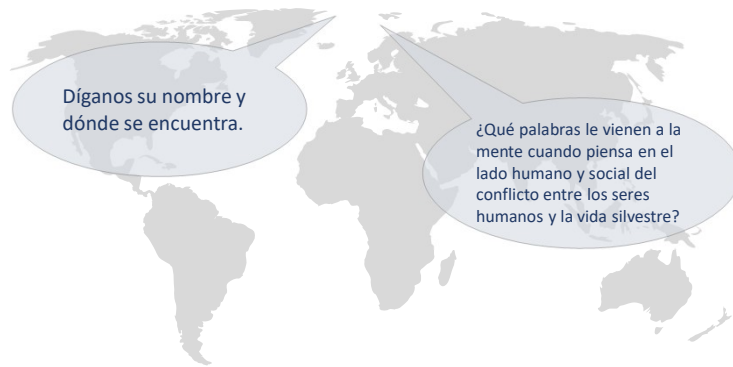 Díganos su nombre y
dónde se encuentra.
¿Qué palabras le vienen a la
mente cuando piensa en el
lado humano y social del
conflicto entre los seres
humanos y la vida silvestre?